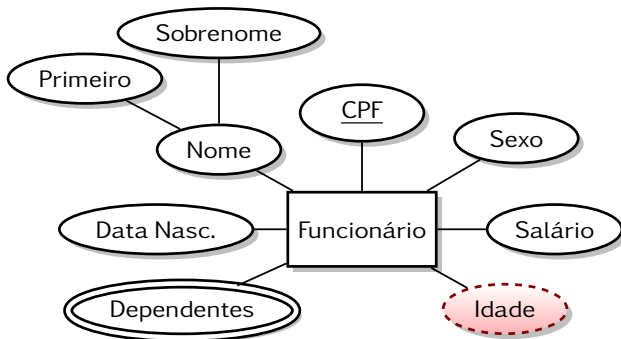 Sobrenome
Primeiro
CPF
Sexo
Nome
Data Nasc.
Funcionário
Salário
Dependentes
Idade